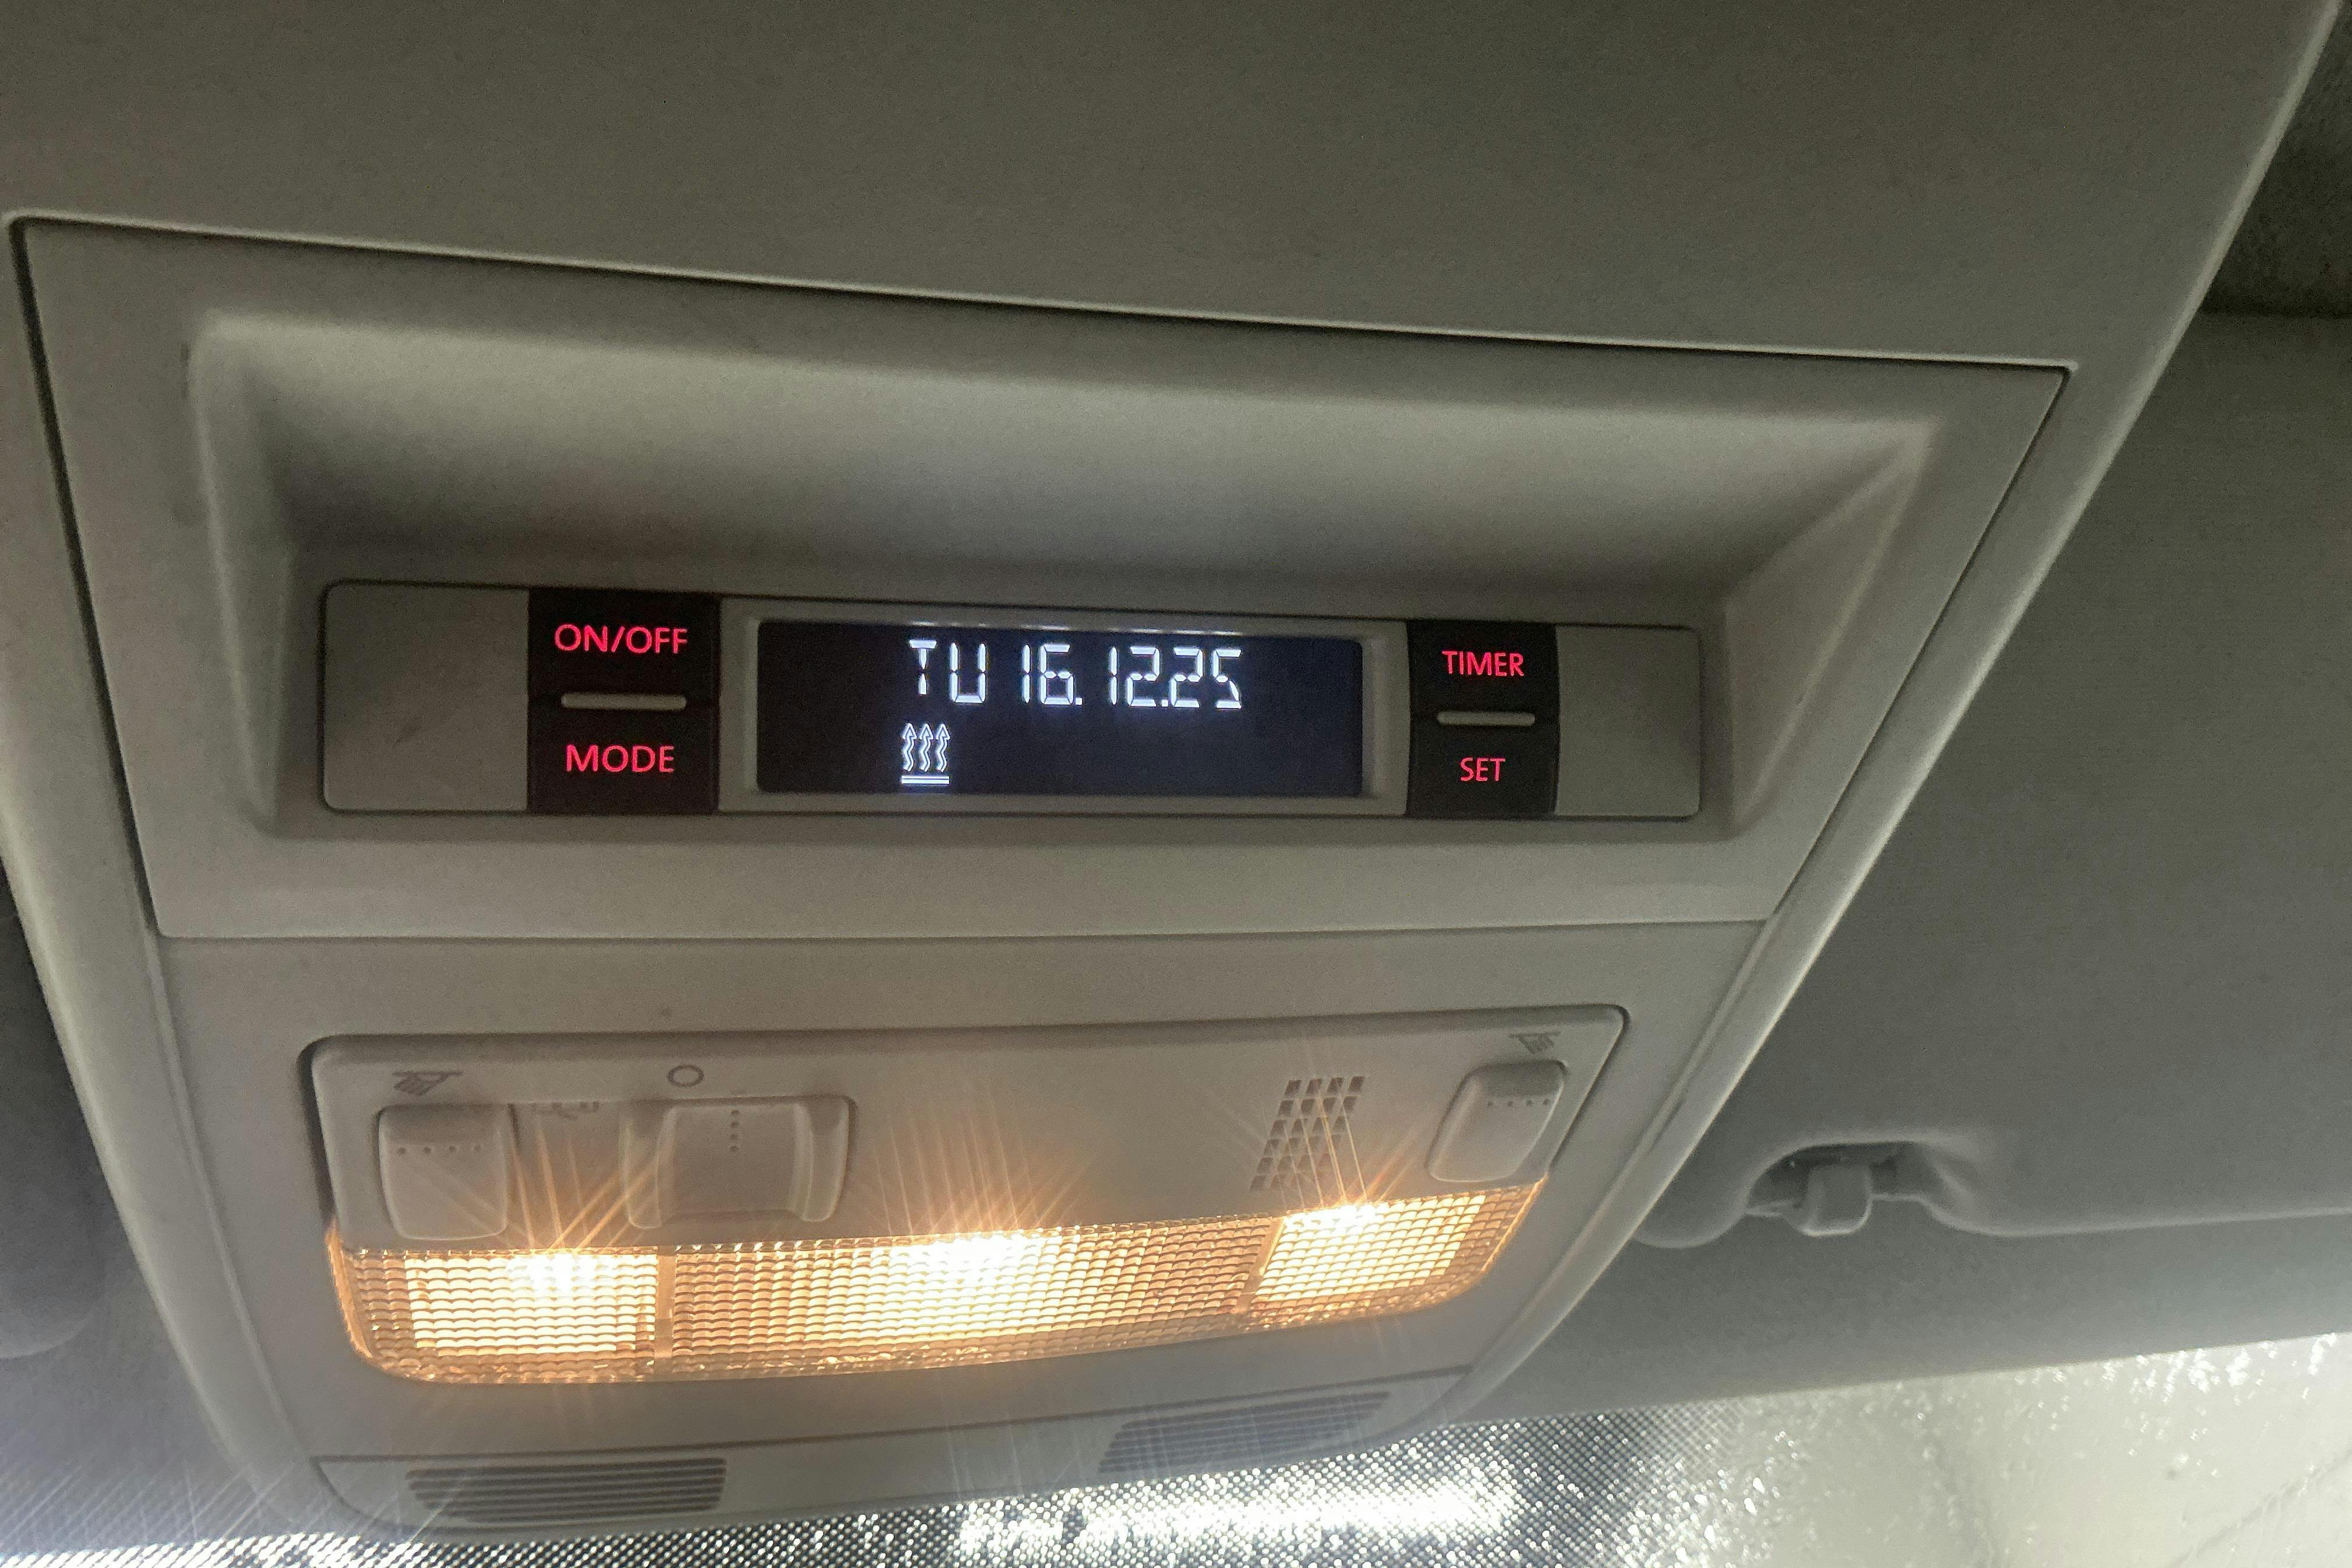 ON/OFF
MODE
TU 16.12.25
TIMER
SET